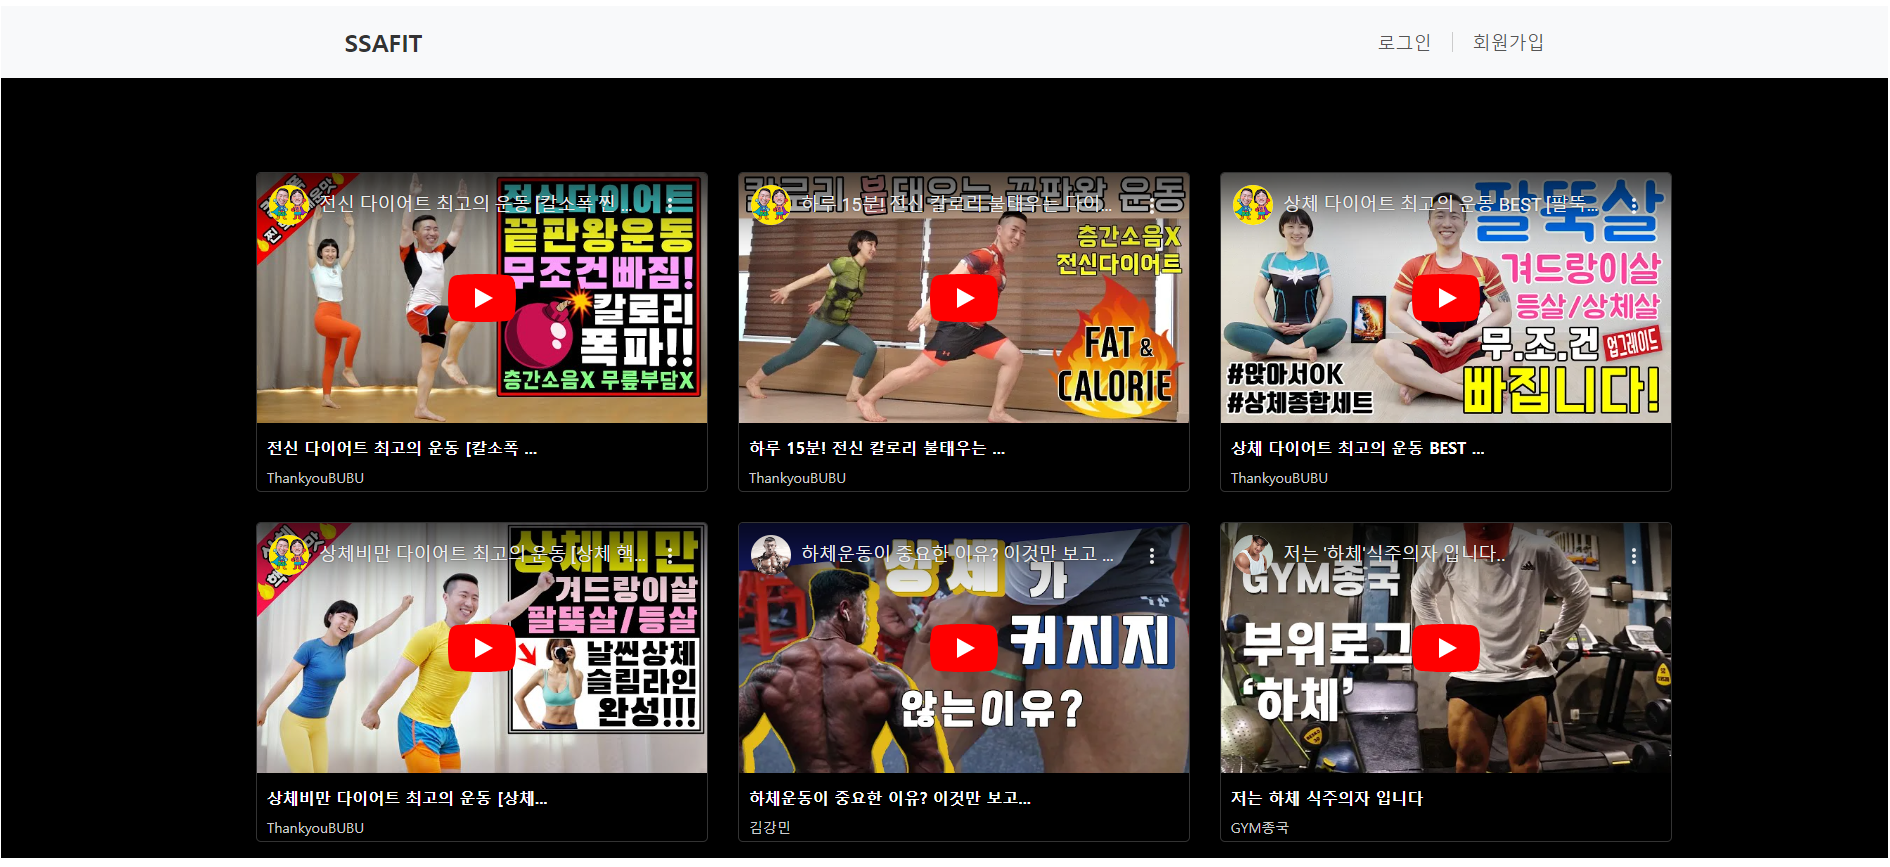 SSAFIT
로그인
회원가입
전신 다이어트 최고의 운동 [칼소폭 찐 ...
전신다이어트
끝판왕운동
무조건빠짐!
칼로리
폭파!!
층간소음X 무릎부담X
하루 15분! 전신 칼로리 불태우는 다이...
칼로리 불태우는 끝판왕 운동
층간소음X
전신다이어트
FAT &
CALORIE
상체 다이어트 최고의 운동 BEST [팔뚝...
팔뚝살
겨드랑이살
등살/상체살
무.조.건
업그레이드
빠집니다!
#앉아서OK
#상체종합세트
전신 다이어트 최고의 운동 [칼소폭 ...
ThankyouBUBU
하루 15분! 전신 칼로리 불태우는 ...
ThankyouBUBU
상체 다이어트 최고의 운동 BEST ...
ThankyouBUBU
상체비만 다이어트 최고의 운동 [상체 핵...
상체비만
겨드랑이살
팔뚝살/등살
날씬상체
슬림라인
완성!!!
하체운동이 중요한 이유? 이것만 보고 ...
상체가
커지지
않는이유?
저는 '하체'식주의자 입니다..
GYM종국
부위로그
'하체'
상체비만 다이어트 최고의 운동 [상체...
ThankyouBUBU
하체운동이 중요한 이유? 이것만 보고...
김강민
저는 하체 식주의자 입니다
GYM종국